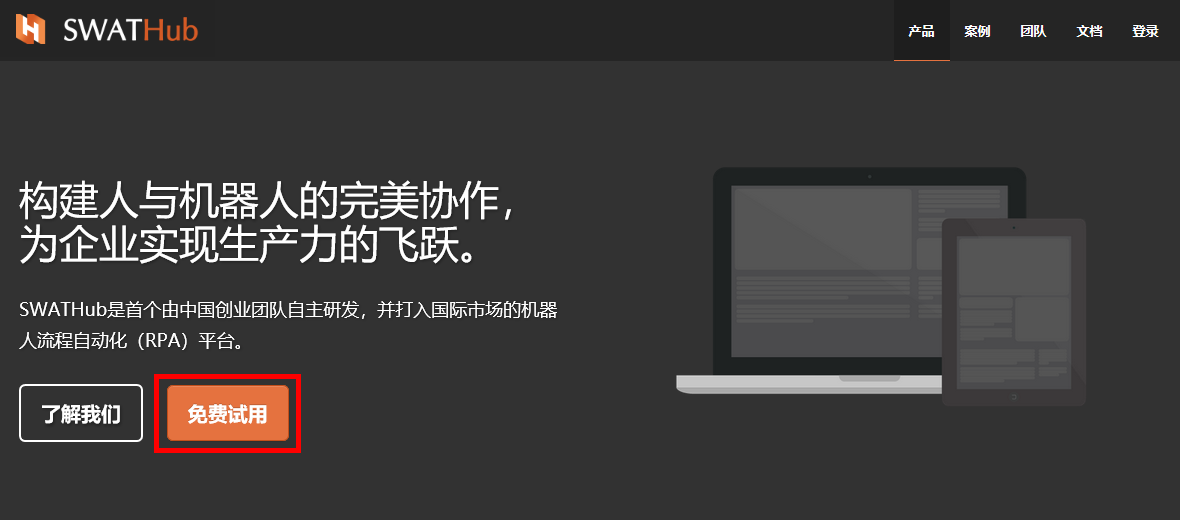 SWATHub
产品 案例 团队 文档 登录
构建人与机器人的完美协作，
为企业实现生产力的飞跃。
SWATHub是首个由中国创业团队自主研发，并打入国际市场的机器
人流程自动化（RPA）平台。
了解我们 免费试用